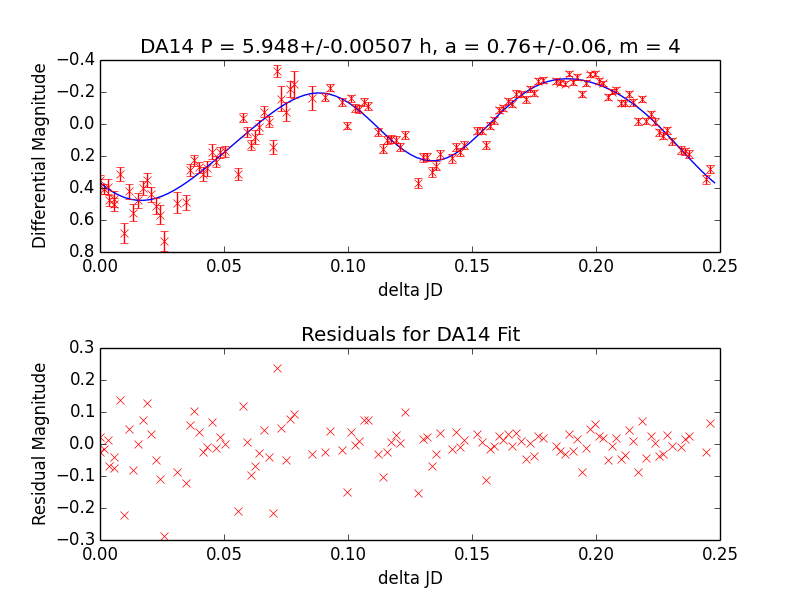 DA14 P = 5.948+/-0.00507 h, a = 0.76+/-0.06, m = 4
Differential Magnitude
−0.4
−0.2
0.0
0.2
0.4
0.6
0.8
0.00 0.05 0.10 0.15 0.20 0.25
delta JD
Residuals for DA14 Fit
Residual Magnitude
0.3
0.2
0.1
0.0
−0.1
−0.2
−0.3
0.00 0.05 0.10 0.15 0.20 0.25
delta JD